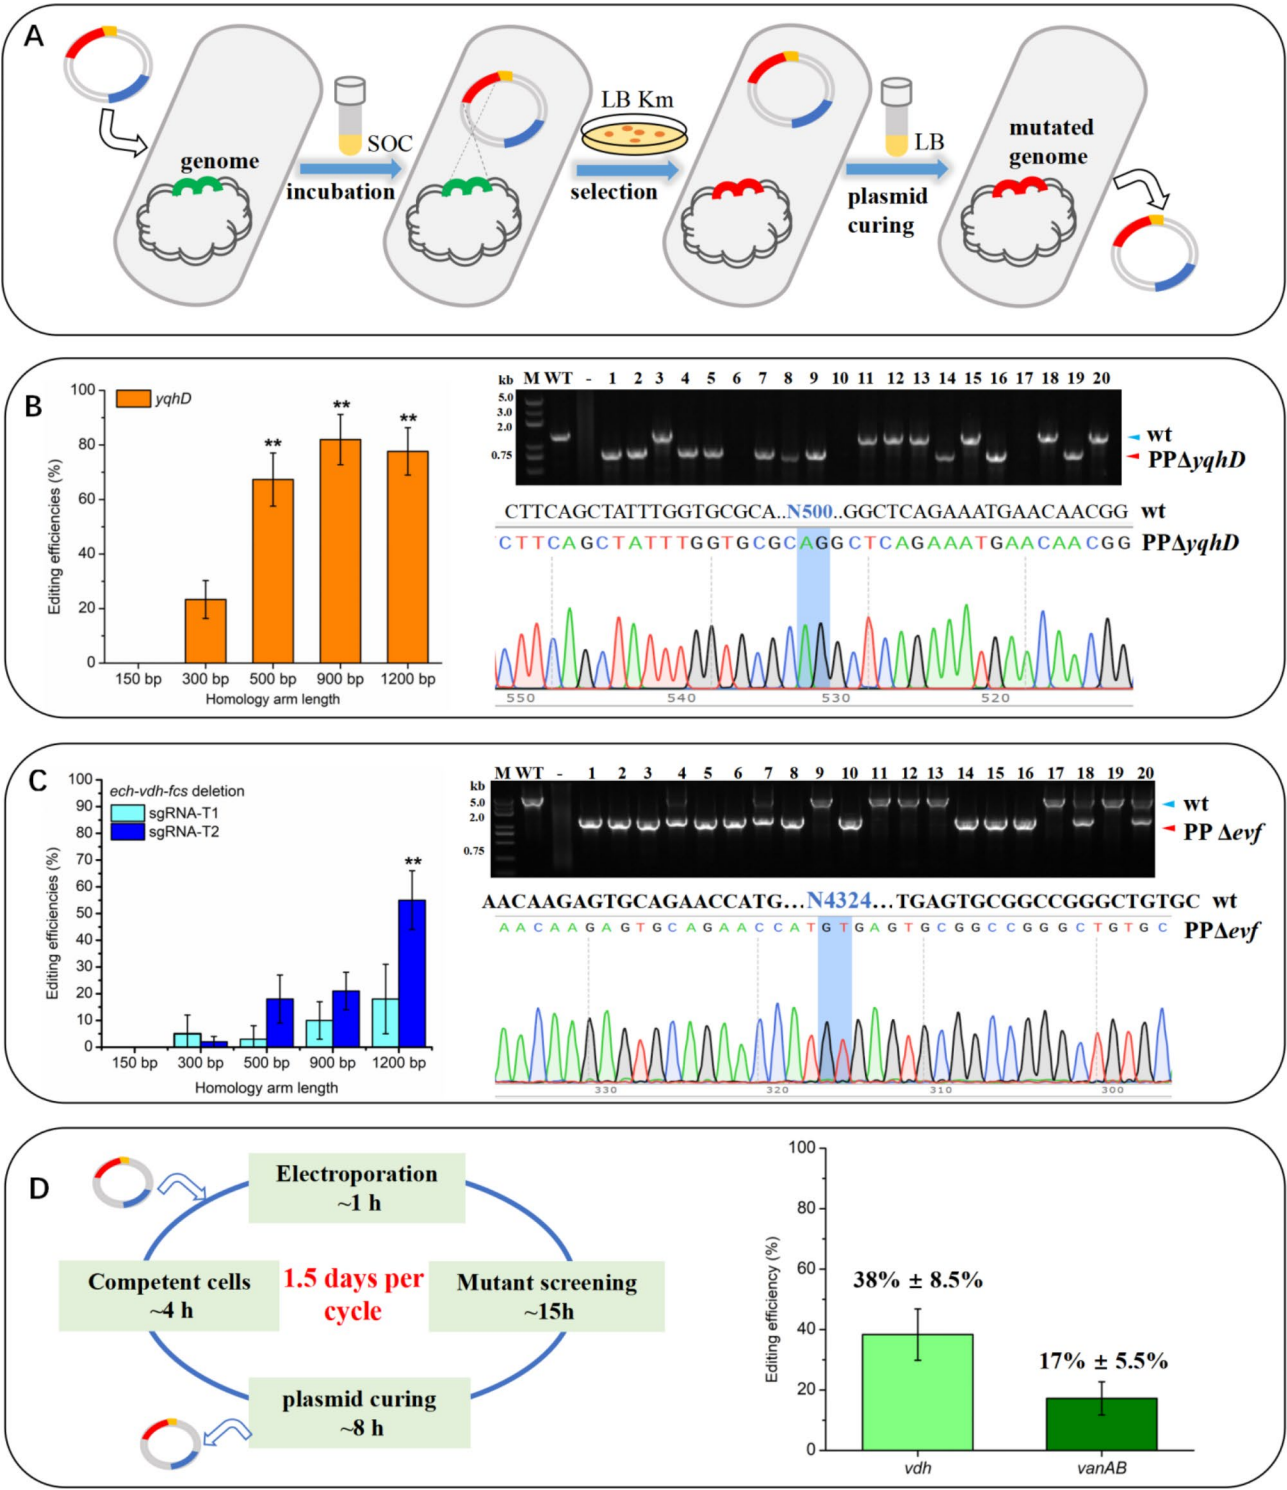 A
genome
SOC
incubation
LB Km
selection
LB
plasmid
curing
mutated
genome
B
yqhD
Editing efficiencies (%)
100
80
60
40
20
0
150 bp 300 bp 500 bp 900 bp 1200 bp
Homology arm length
** ** **
kb M WT - 1 2 3 4 5 6 7 8 9 10 11 12 13 14 15 16 17 18 19 20
5.0
3.0
2.0
0.75
wt
PPΔyqhD
CTTCAGCTATTTGGTGCGCA..N500..GGCTCAGAAATGAACAACGG wt
CTTCAGCTATTTGGTGCGCAGGCTCAGAAATGAACAACGG PPΔyqhD
550 540 530 520
C
ech-vdh-fcs deletion
sgRNA-T1
sgRNA-T2
**
Editing efficiencies (%)
100
90
80
70
60
50
40
30
20
10
0
150 bp 300 bp 500 bp 900 bp 1200 bp
Homology arm length
M WT - 1 2 3 4 5 6 7 8 9 10 11 12 13 14 15 16 17 18 19 20
kb
5.0
2.0
0.75
wt
PP Δevf
AACAAGAGTGCAGAACCATG...N4324...TGAGTGCGGCCGGGCTGTGC wt
AACAAGAGTGCAGAACCATGTGAGTGCGGCCGGGCTGTGC PPΔevf
330 320 310 300
D
Electroporation
~1 h
Competent cells
~4 h
1.5 days per
cycle
Mutant screening
~15h
plasmid curing
~8 h
Editing efficiency (%)
100
80
60
40
20
0
38% ± 8.5%
17% ± 5.5%
vdh vanAB